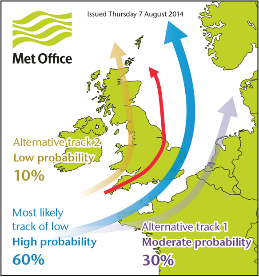 Issued Thursday 7 August 2014
Met Office
Alternative track 2
Low probability
10%
Most likely
track of low
High probability
60%
Alternative track 1
Moderate probability
30%